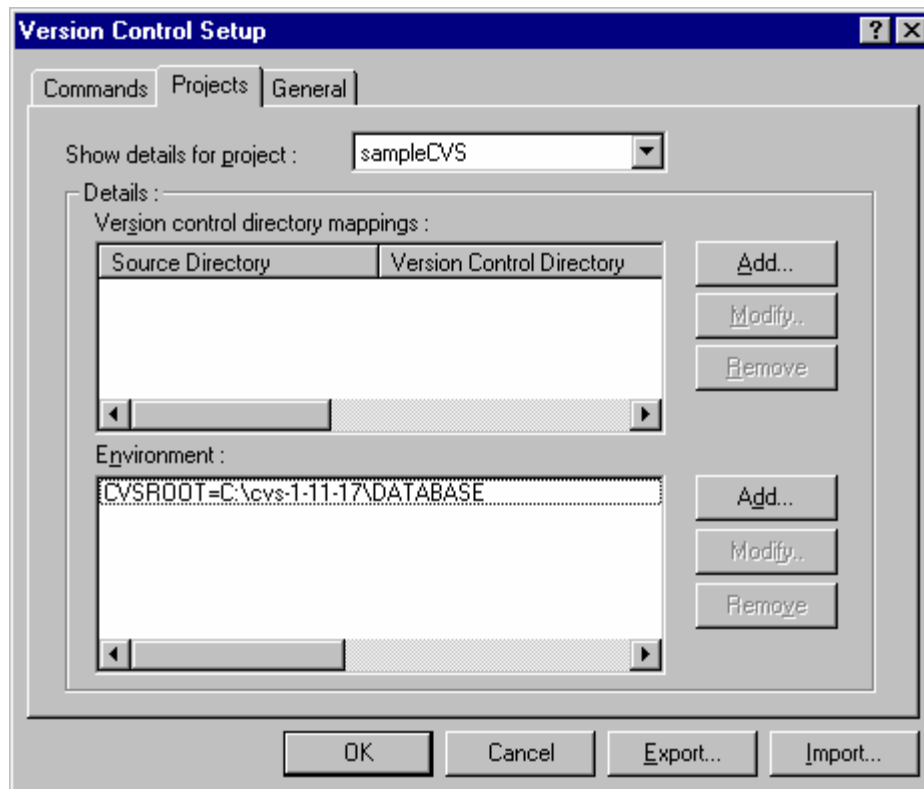 Version Control Setup
Commands Projects General
Show details for project : sampleCVS
Details :
Version control directory mappings :
Source Directory Version Control Directory
Add...
Modify..
Remove
Environment :
CVSROOT=C:\cvs-1-11-17\DATABASE
Add...
Modify..
Remove
OK Cancel Export... Import...